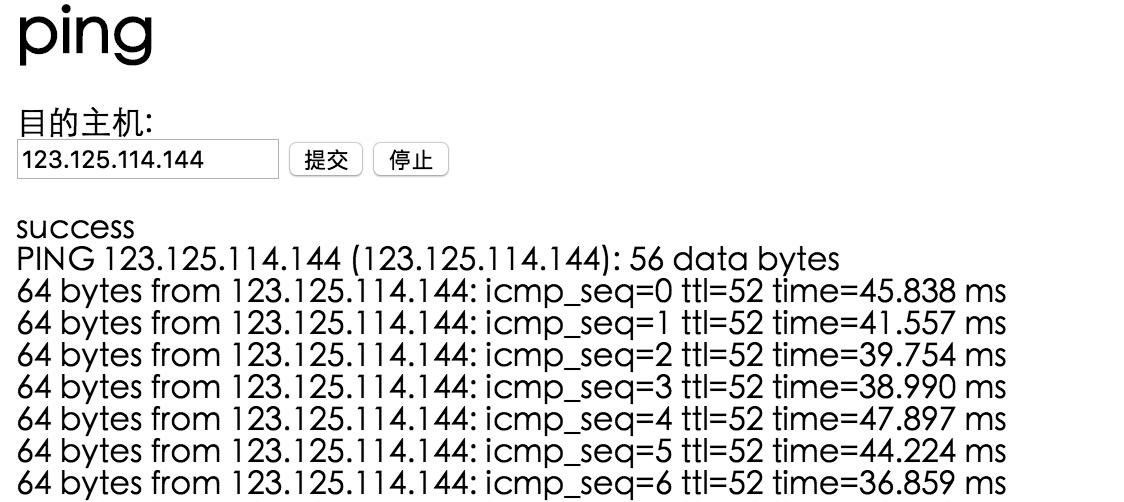 ping
目的主机:
123.125.114.144 提交 停止
success
PING 123.125.114.144 (123.125.114.144): 56 data bytes
64 bytes from 123.125.114.144: icmp_seq=0 ttl=52 time=45.838 ms
64 bytes from 123.125.114.144: icmp_seq=1 ttl=52 time=41.557 ms
64 bytes from 123.125.114.144: icmp_seq=2 ttl=52 time=39.754 ms
64 bytes from 123.125.114.144: icmp_seq=3 ttl=52 time=38.990 ms
64 bytes from 123.125.114.144: icmp_seq=4 ttl=52 time=47.897 ms
64 bytes from 123.125.114.144: icmp_seq=5 ttl=52 time=44.224 ms
64 bytes from 123.125.114.144: icmp_seq=6 ttl=52 time=36.859 ms